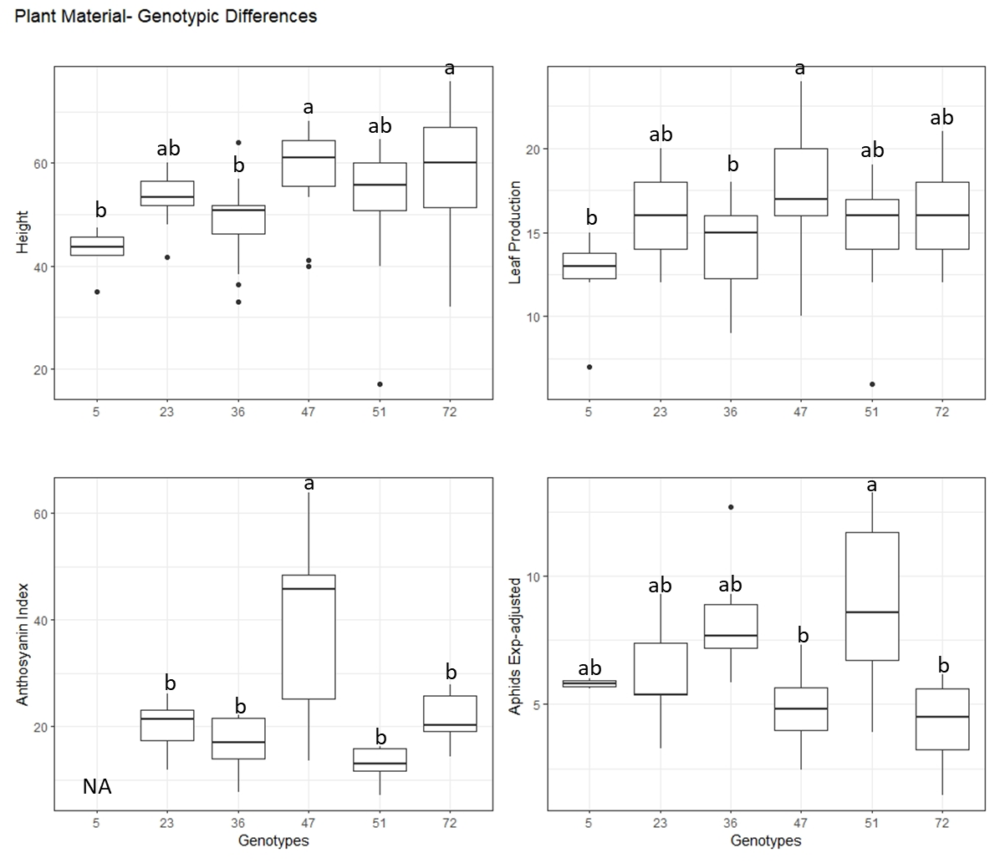 Plant Material- Genotypic Differences
a
a
ab
ab
b
b
60
40
20
Height
5 23 36 47 51 72
a
ab
ab
ab
b
b
20
15
10
Leaf Production
5 23 36 47 51 72
a
b
b
b
b
NA
60
40
20
Anthosyanin Index
5 23 36 47 51 72
Genotypes
a
ab
ab
b
ab
b
10
5
Aphids Exp-adjusted
5 23 36 47 51 72
Genotypes